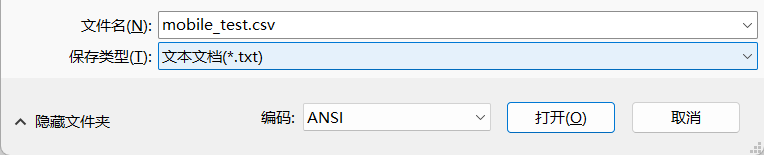 文件名(N): mobile_test.csv
保存类型(T): 文本文档(*.txt)
隐藏文件夹 编码: ANSI 打开(O) 取消